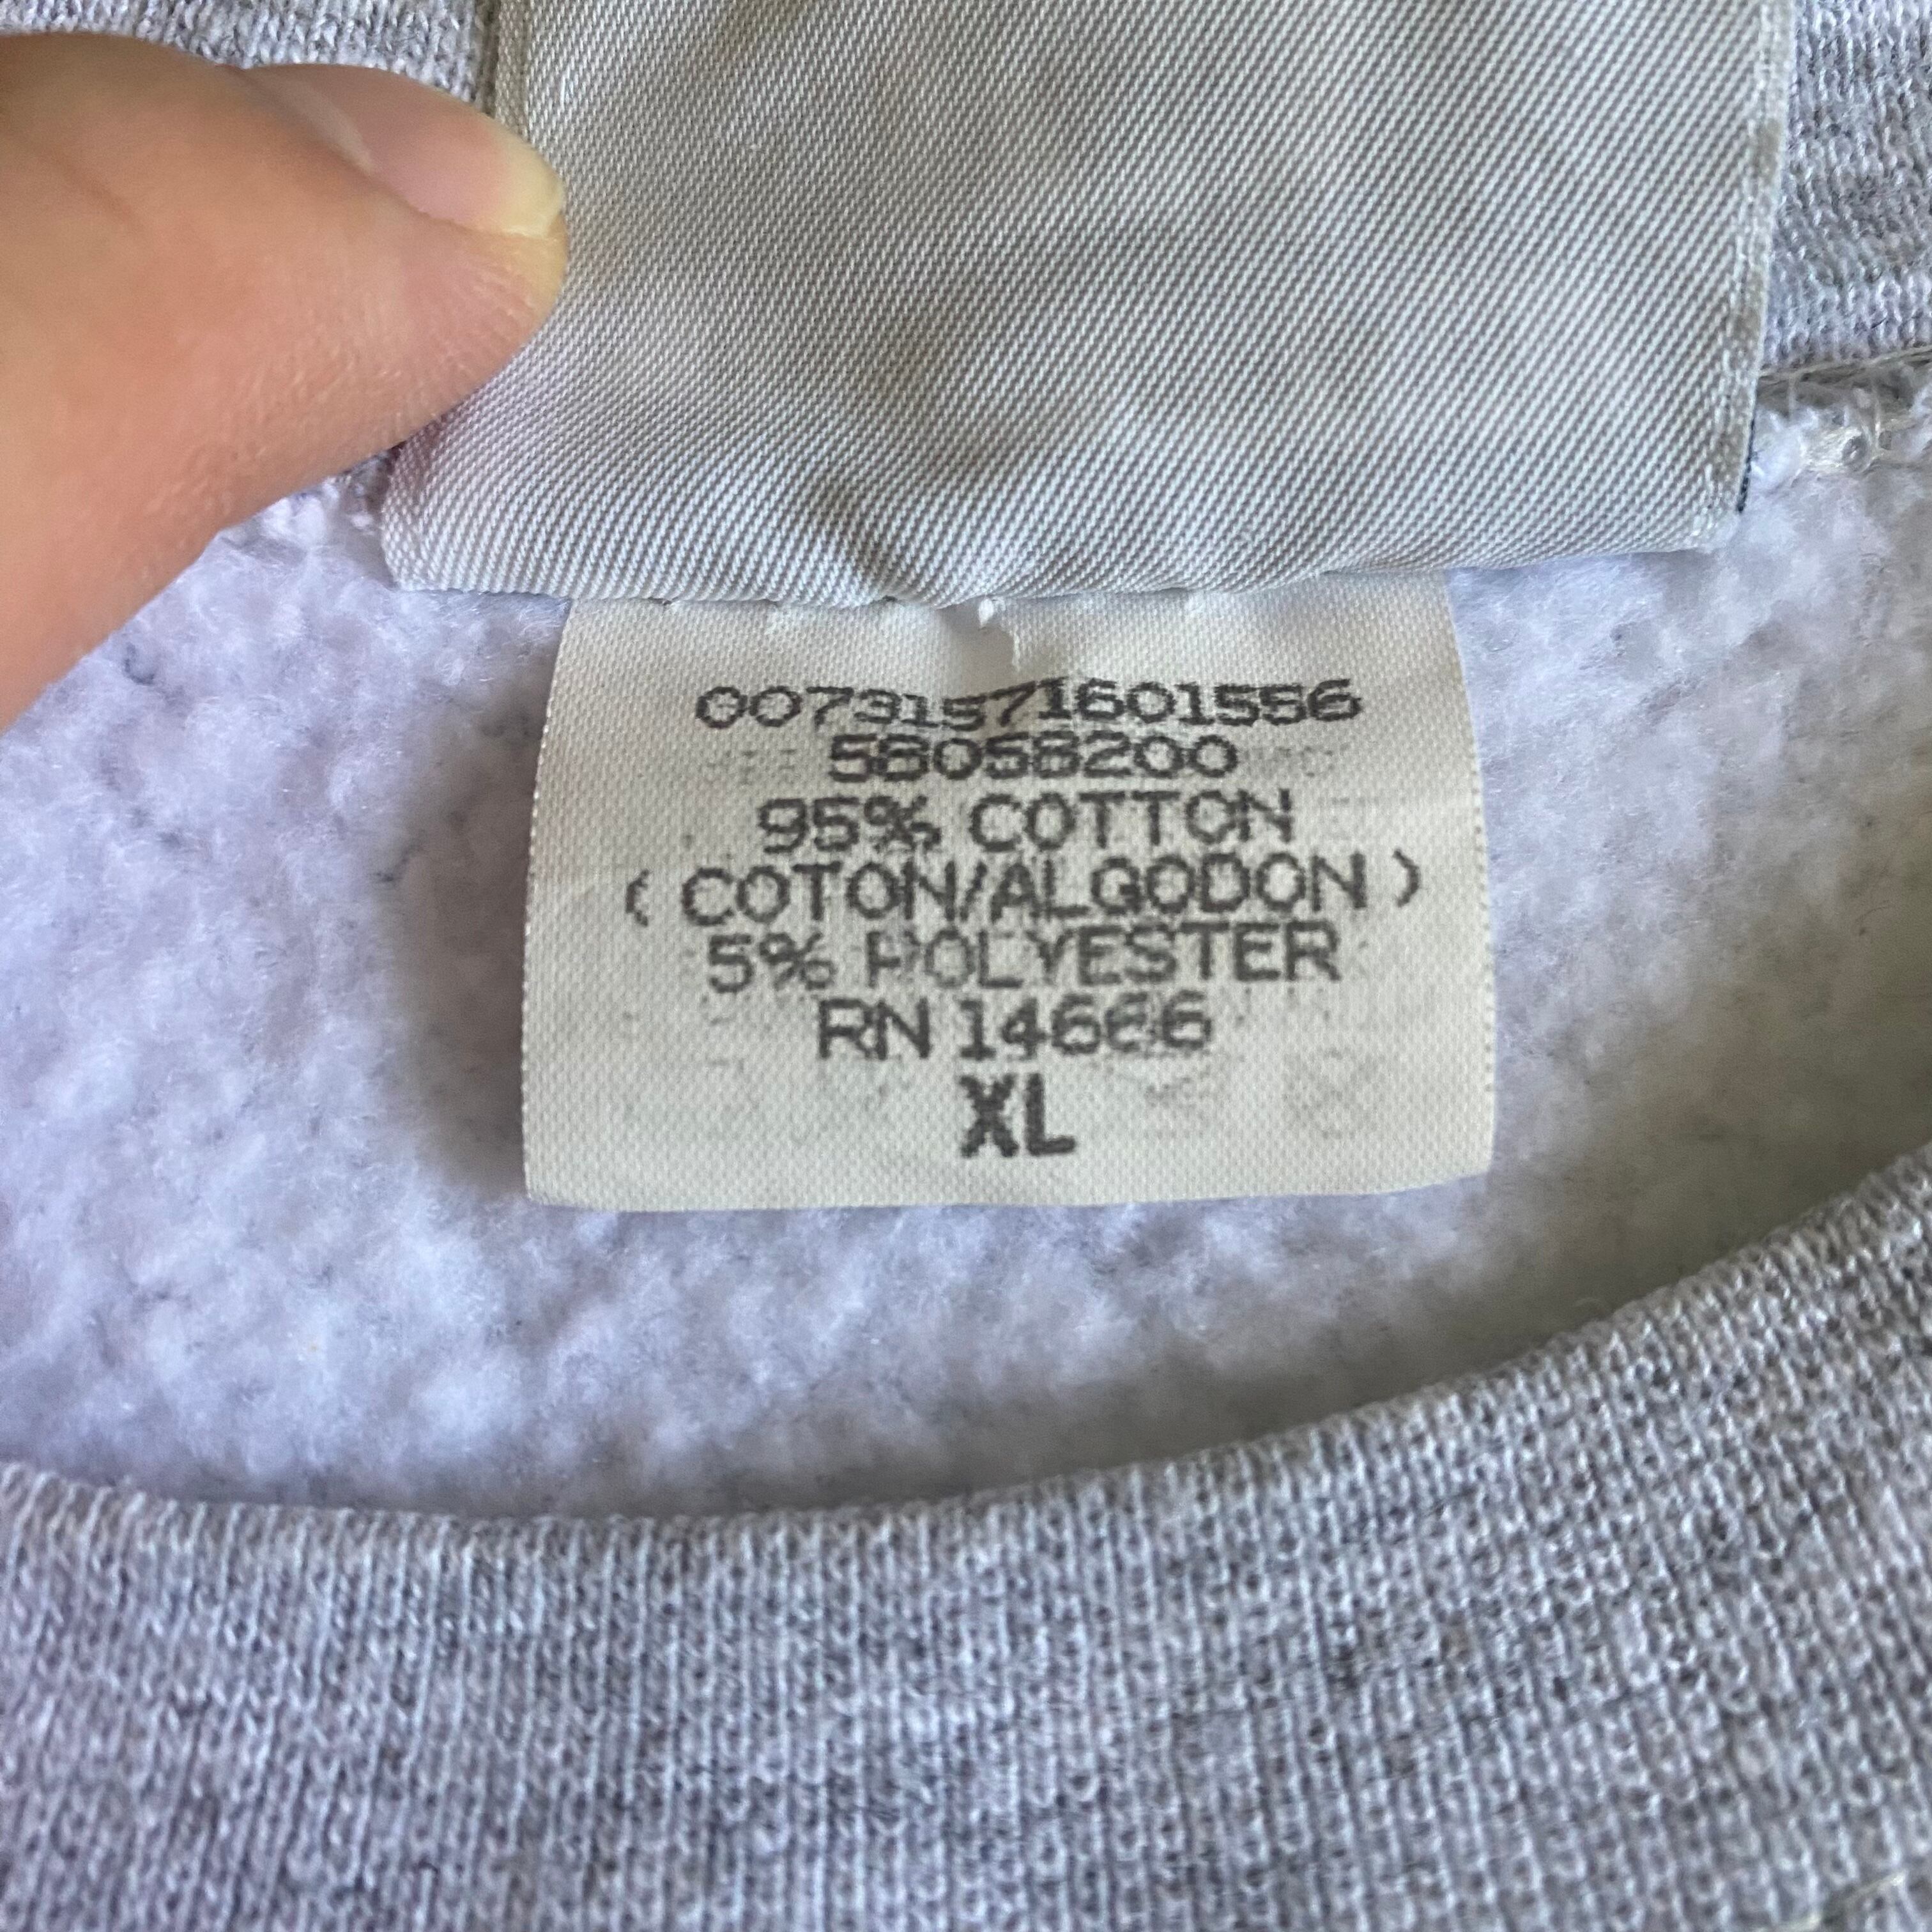 00731571601556
58058200
95% COTTON
( COTON/ALGODON )
5% POLYESTER
RN 14666
XL